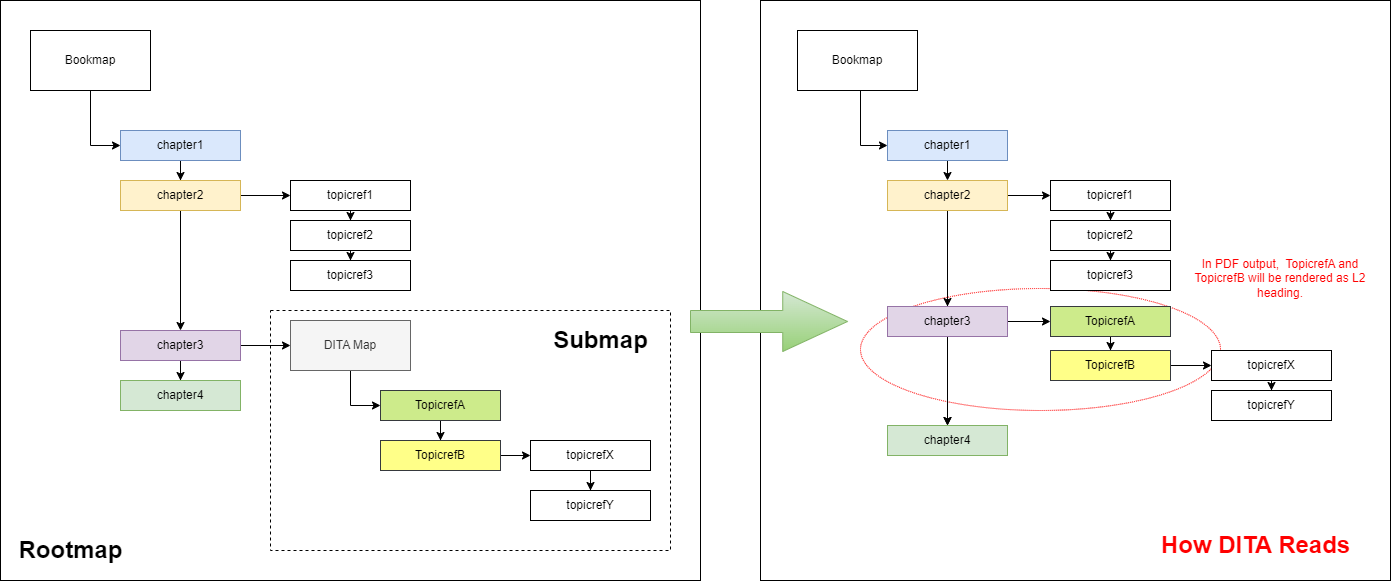 Bookmap
chapter1
chapter2
topicref1
topicref2
topicref3
chapter3
DITA Map
Submap
chapter4
TopicrefA
TopicrefB
topicrefX
topicrefY
Rootmap
Bookmap
chapter1
chapter2
topicref1
topicref2
topicref3
In PDF output, TopicrefA and
TopicrefB will be rendered as L2
heading.
chapter3
TopicrefA
TopicrefB
topicrefX
topicrefY
chapter4
How DITA Reads